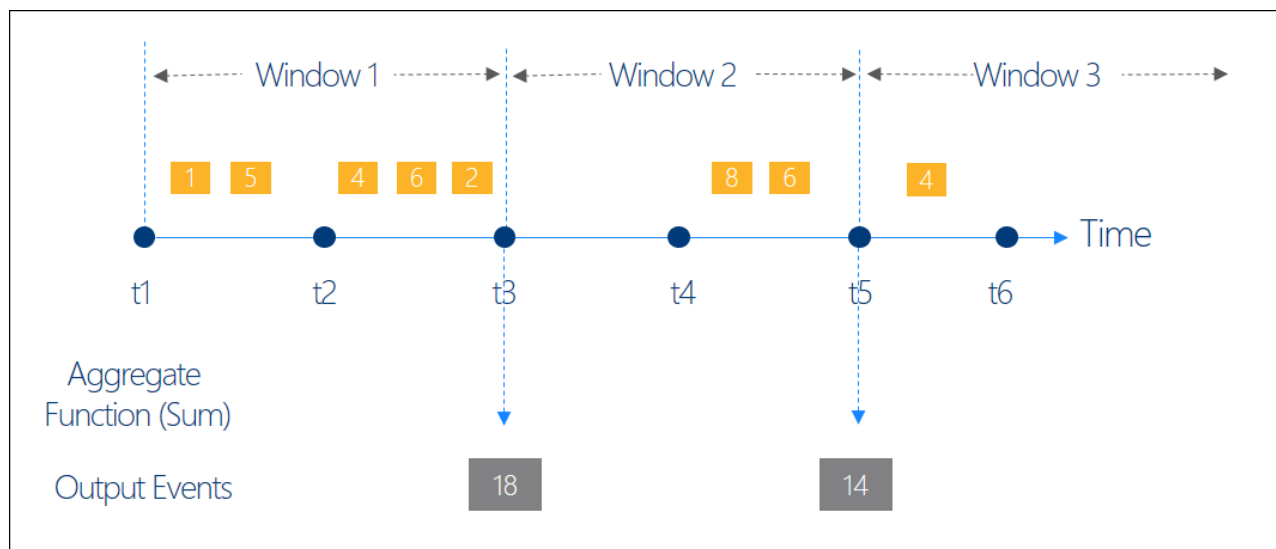 Window 1
Window 2
Window 3
1
5
4
6
2
8
6
4
Time
t1
t2
t3
t4
t5
t6
Aggregate
Function (Sum)
Output Events
18
14